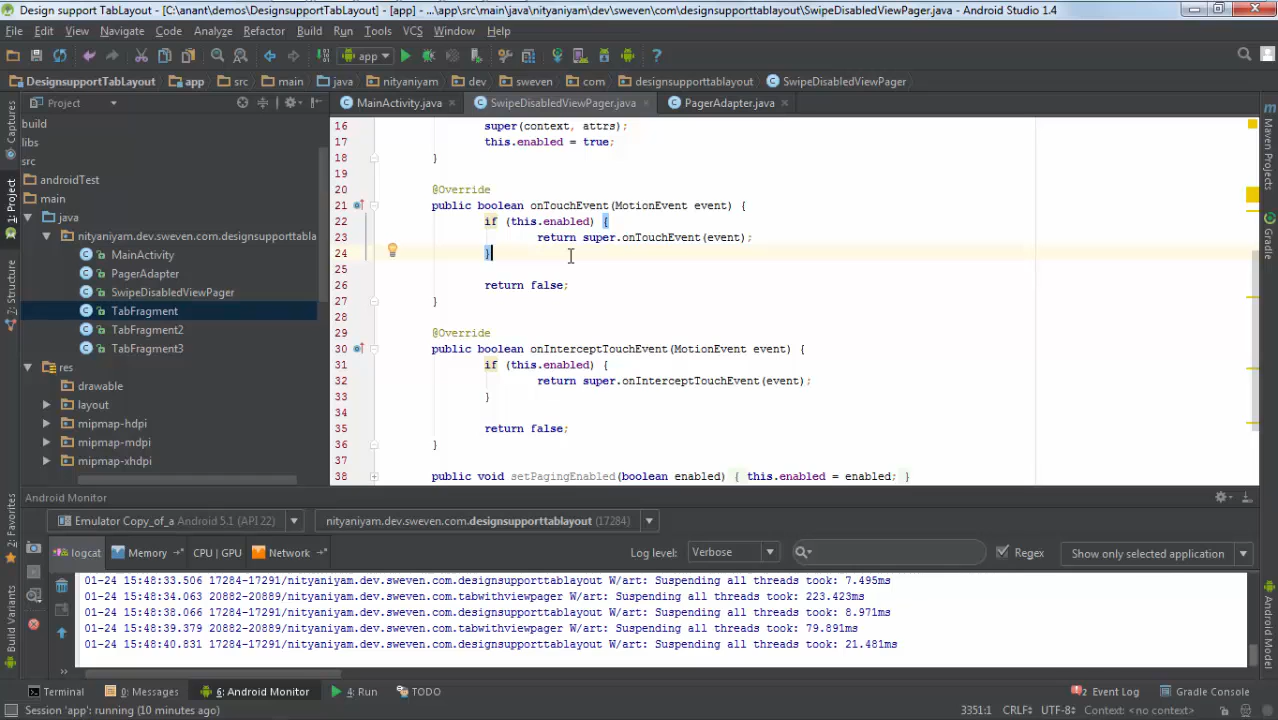 Design support TabLayout - [C:\anant\demos\DesignsupportTabLayout] - [app] - ...\app\src\main\java\nityaniyam\dev\sweven\com\designsupporttablayout\SwipeDisabledViewPager.java - Android Studio 1.4
File Edit View Navigate Code Analyze Refactor Build Run Tools VCS Window Help
app
DesignsupportTabLayout app src main java nityaniyam dev sweven com designsupporttablayout SwipeDisabledViewPager
Project
MainActivity.java SwipeDisabledViewPager.java PagerAdapter.java
build
libs
src
androidTest
main
java
nityaniyam.dev.sweven.com.designsupporttabla
MainActivity
PagerAdapter
SwipeDisabledViewPager
TabFragment
TabFragment2
TabFragment3
res
drawable
layout
mipmap-hdpi
mipmap-mdpi
mipmap-xhdpi
Captures
1: Project
7: Structure
2: Favorites
Build Variants
16 super(context, attrs);
17 this.enabled = true;
18 }
19
20 @Override
21 public boolean onTouchEvent(MotionEvent event) {
22 if (this.enabled) {
23 return super.onTouchEvent(event);
24 }
25
26 return false;
27 }
28
29 @Override
30 public boolean onInterceptTouchEvent(MotionEvent event) {
31 if (this.enabled) {
32 return super.onInterceptTouchEvent(event);
33 }
34
35 return false;
36 }
37
38 public void setPagingEnabled(boolean enabled) { this.enabled = enabled; }
Maven Projects
Gradle
Android Model
Android Monitor
Emulator Copy_of_a Android 5.1 (API 22) nityaniyam.dev.sweven.com.designsupporttablayout (17284)
logcat Memory CPU | GPU Network Log level: Verbose Regex Show only selected application
01-24 15:48:33.506 17284-17291/nityaniyam.dev.sweven.com.designsupporttablayout W/art: Suspending all threads took: 7.495ms
01-24 15:48:34.063 20882-20889/nityaniyam.dev.sweven.com.tabwithviewpager W/art: Suspending all threads took: 223.423ms
01-24 15:48:38.066 17284-17291/nityaniyam.dev.sweven.com.designsupporttablayout W/art: Suspending all threads took: 8.971ms
01-24 15:48:39.379 20882-20889/nityaniyam.dev.sweven.com.tabwithviewpager W/art: Suspending all threads took: 79.891ms
01-24 15:48:40.831 17284-17291/nityaniyam.dev.sweven.com.designsupporttablayout W/art: Suspending all threads took: 21.481ms
Terminal 0: Messages 6: Android Monitor 4: Run TODO 2 Event Log Gradle Console
Session 'app': running (10 minutes ago) 3351:1 CRLF UTF-8 Context: <no context>